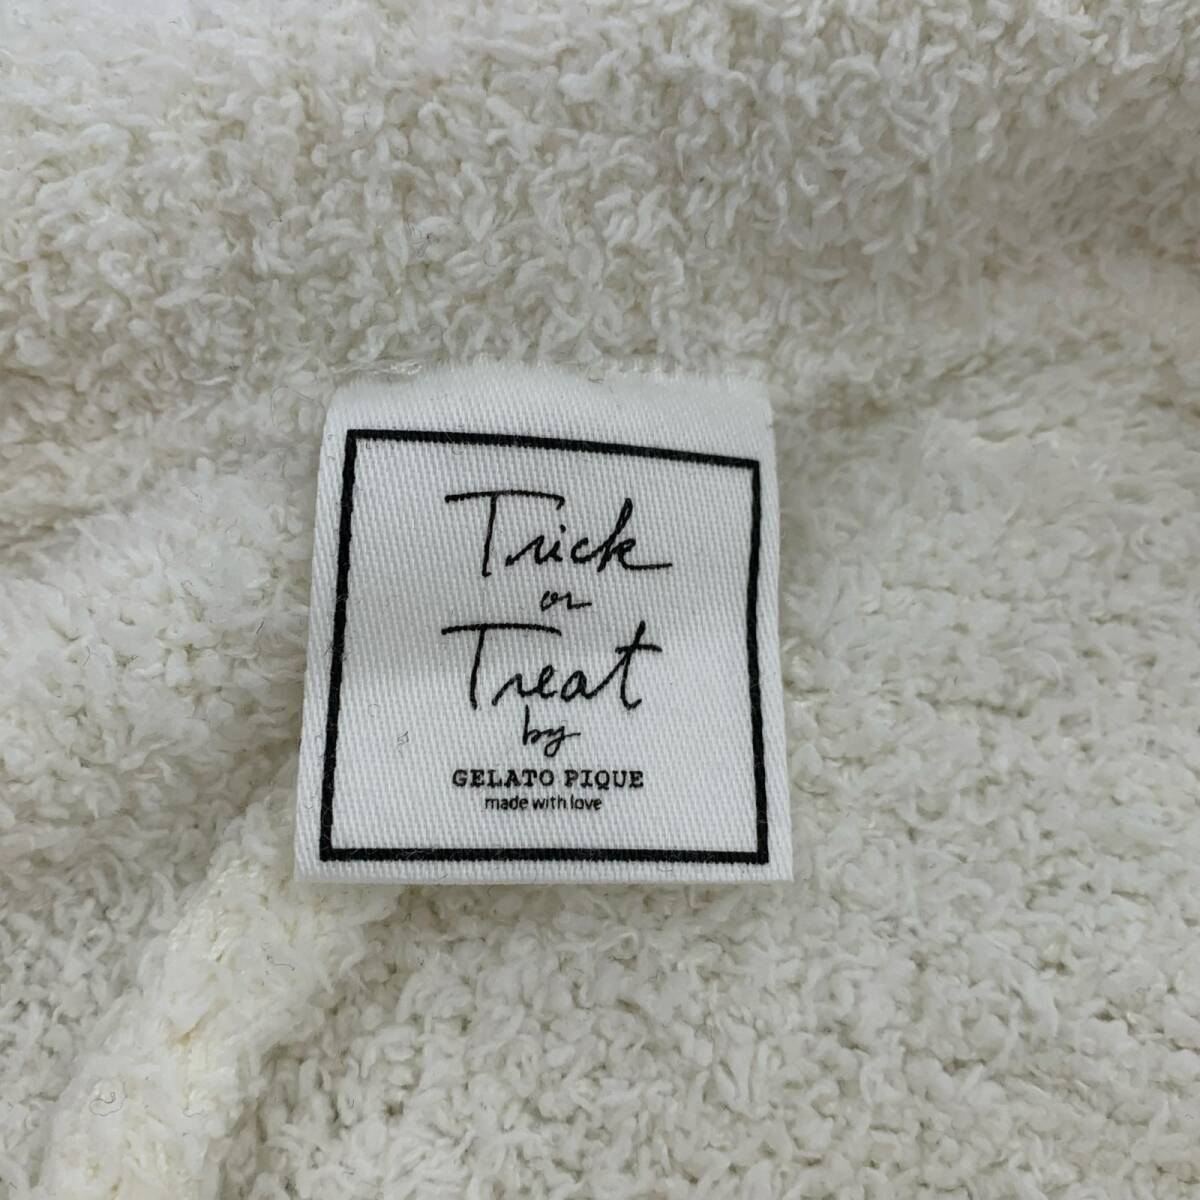 Trick
or
Treat
by
GELATO PIQUE
made with love